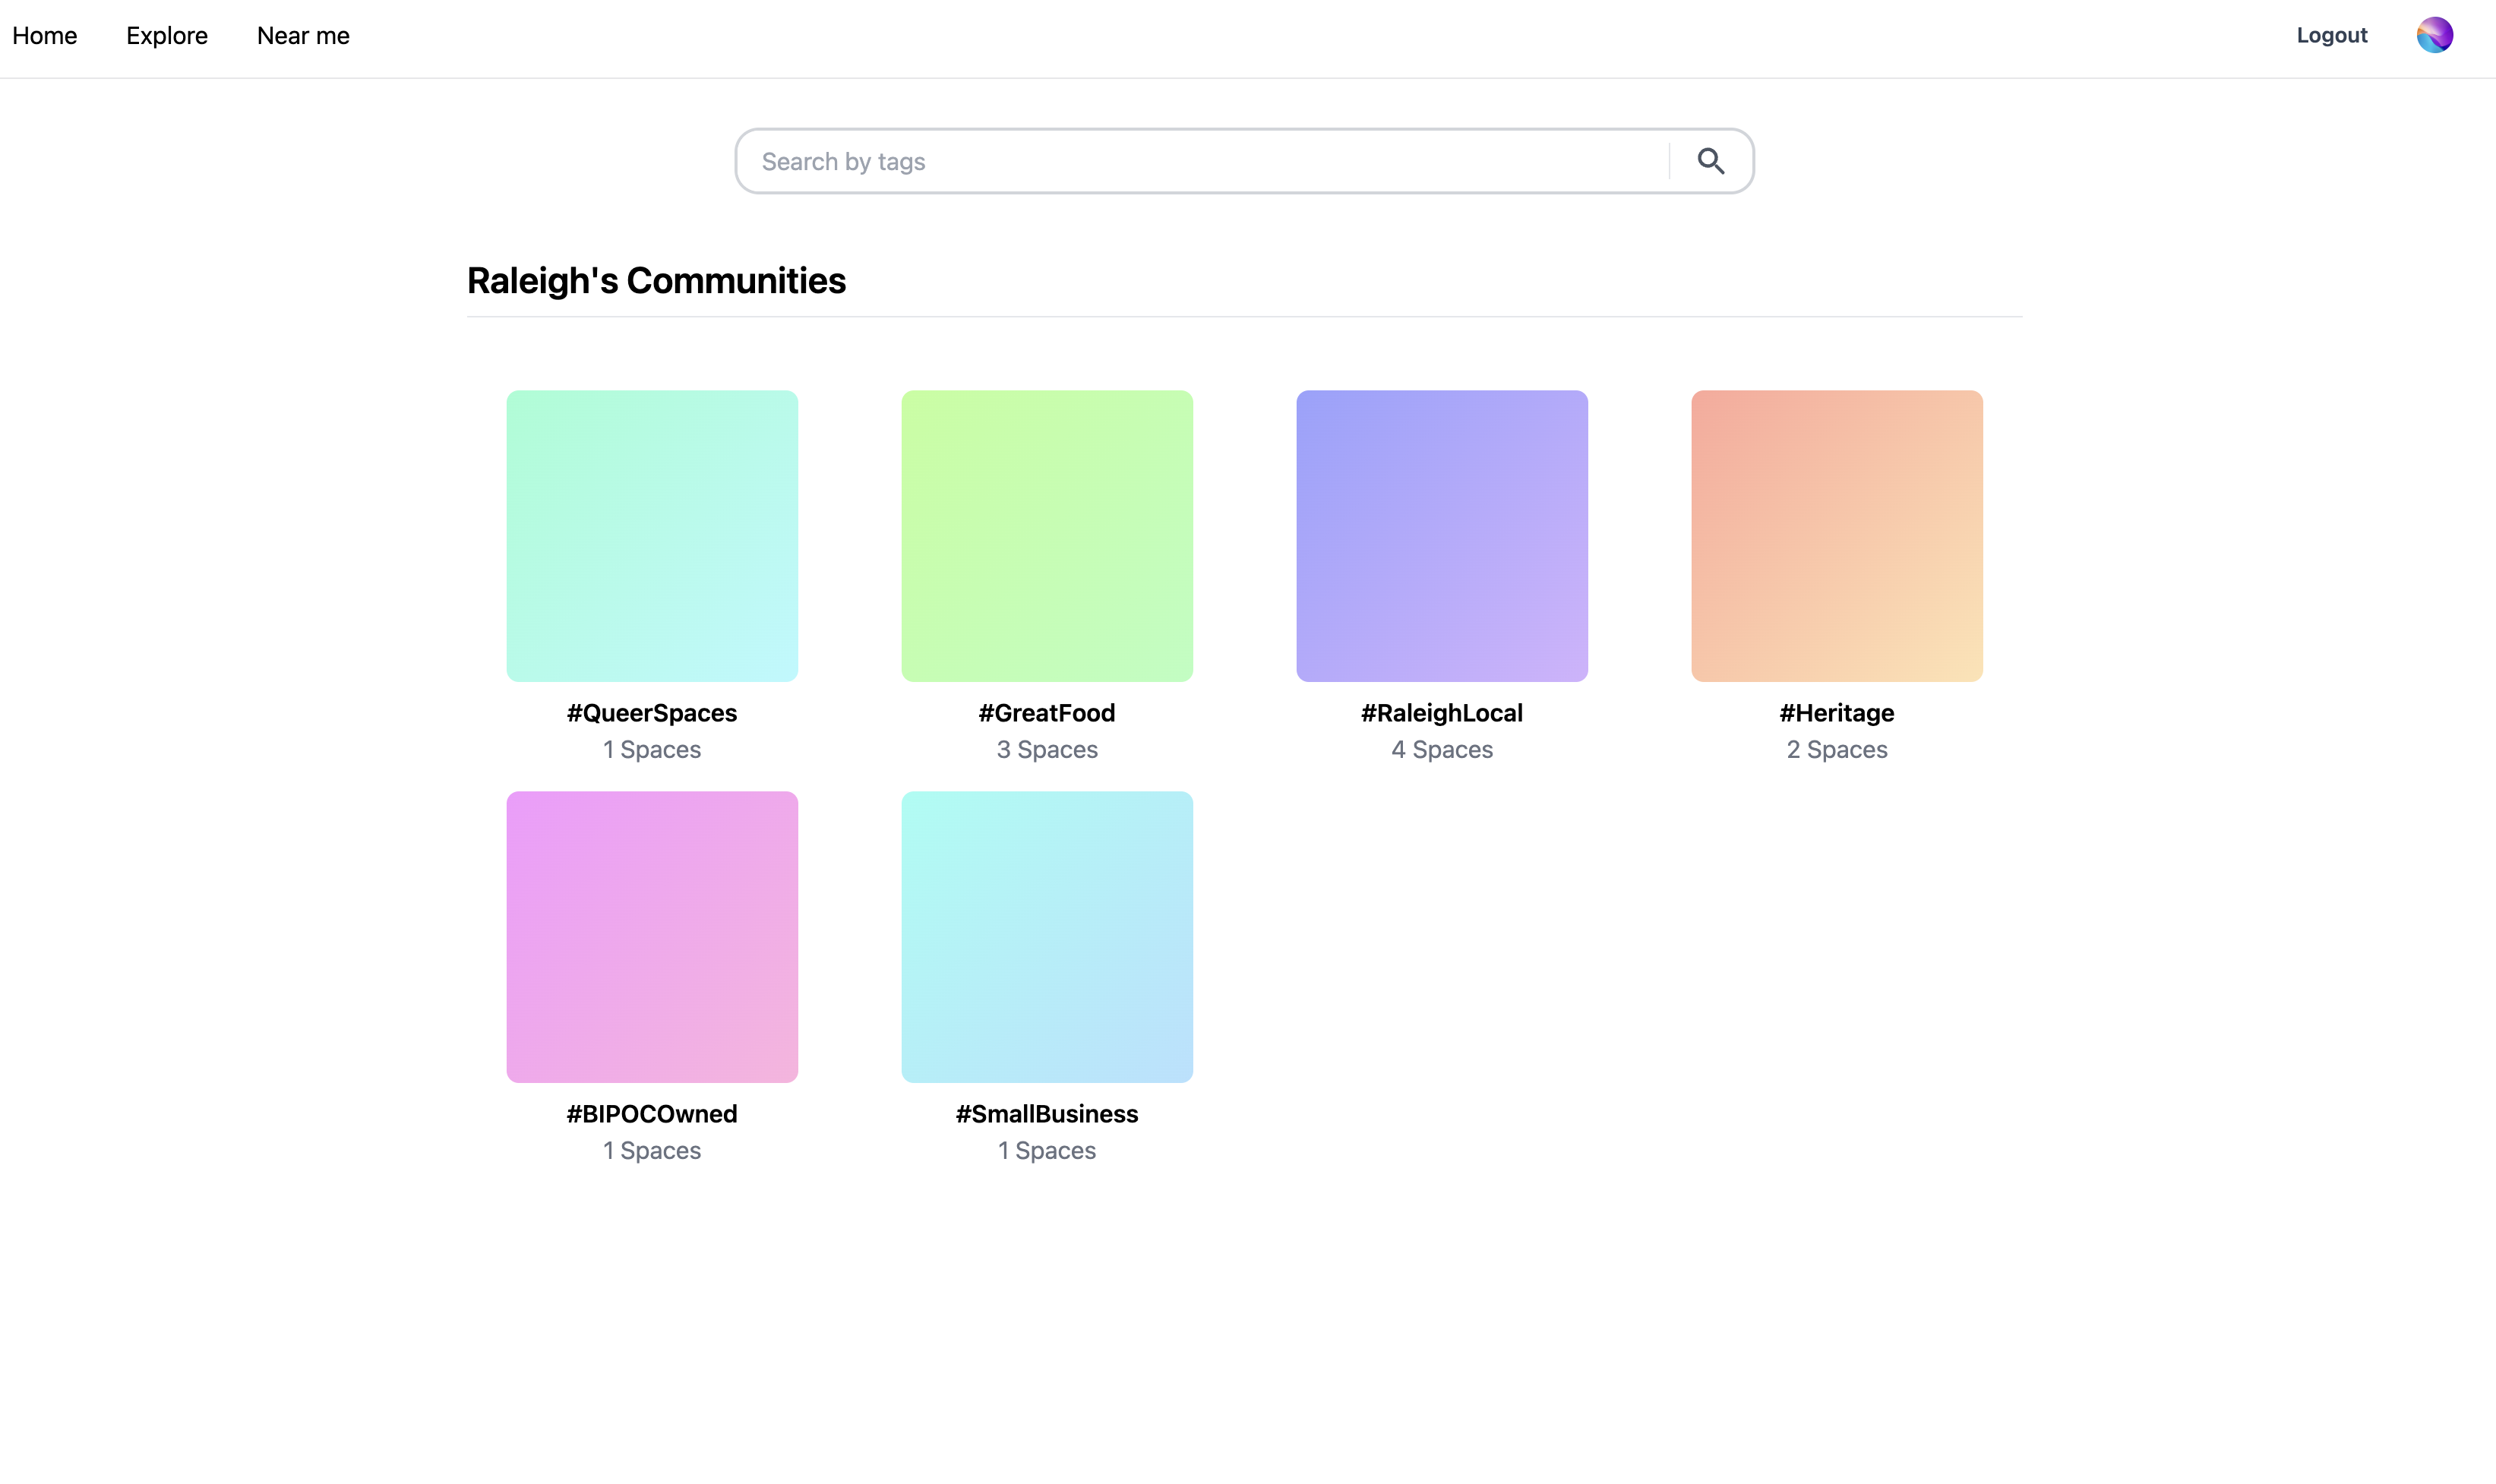 Home Explore Near me Logout
Search by tags
Raleigh's Communities
#QueerSpaces #GreatFood #RaleighLocal #Heritage
1 Spaces 3 Spaces 4 Spaces 2 Spaces
#BIPOCOwned #SmallBusiness
1 Spaces 1 Spaces